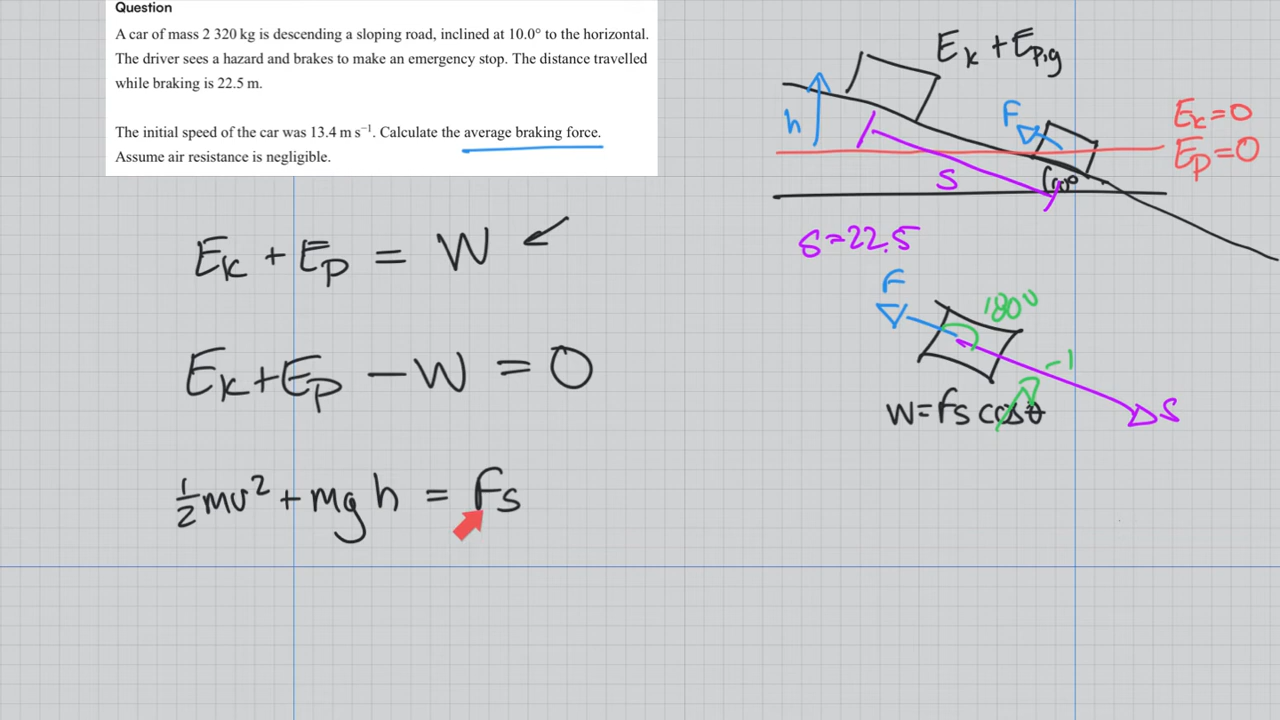 Question
A car of mass 2 320 kg is descending a sloping road, inclined at 10.0° to the horizontal.
The driver sees a hazard and brakes to make an emergency stop. The distance travelled
while braking is 22.5 m.
The initial speed of the car was 13.4 m s⁻¹. Calculate the average braking force.
Assume air resistance is negligible.
Eₖ + Eₚ = W
Eₖ + Eₚ − W = 0
½mv² + mgh = Fs
Eₖ + Eₚ,g
h
F
Eₖ=0
Eₚ=0
S
10°
S=22.5
F
180°
-1
S
W=Fs cosθ